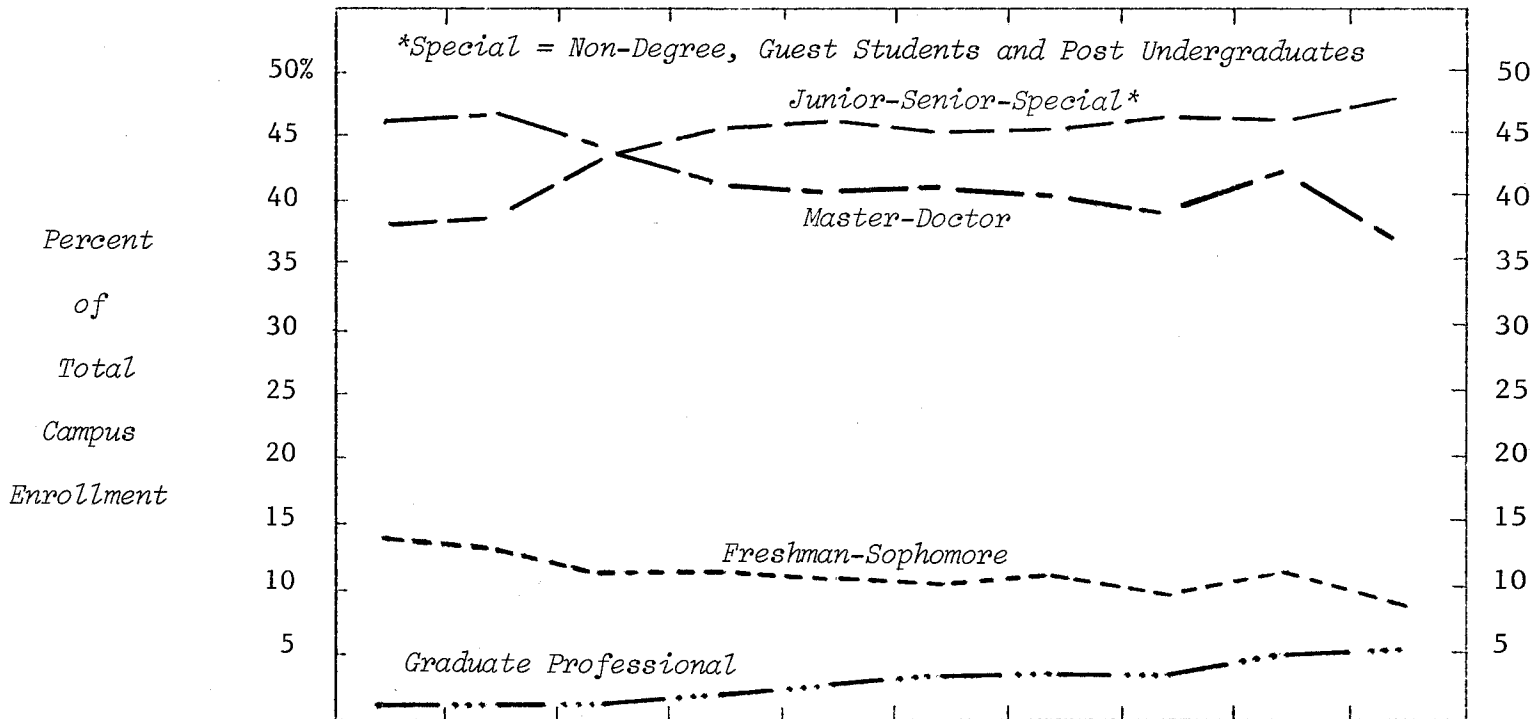 *Special = Non-Degree, Guest Students and Post Undergraduates
50% 50
Junior-Senior-Special*
45 45
40 40
Master-Doctor
Percent
35 35
of
30 30
Total
25 25
Campus
20 20
Enrollment
15 15
Freshman-Sophomore
10 10
5 5
Graduate Professional